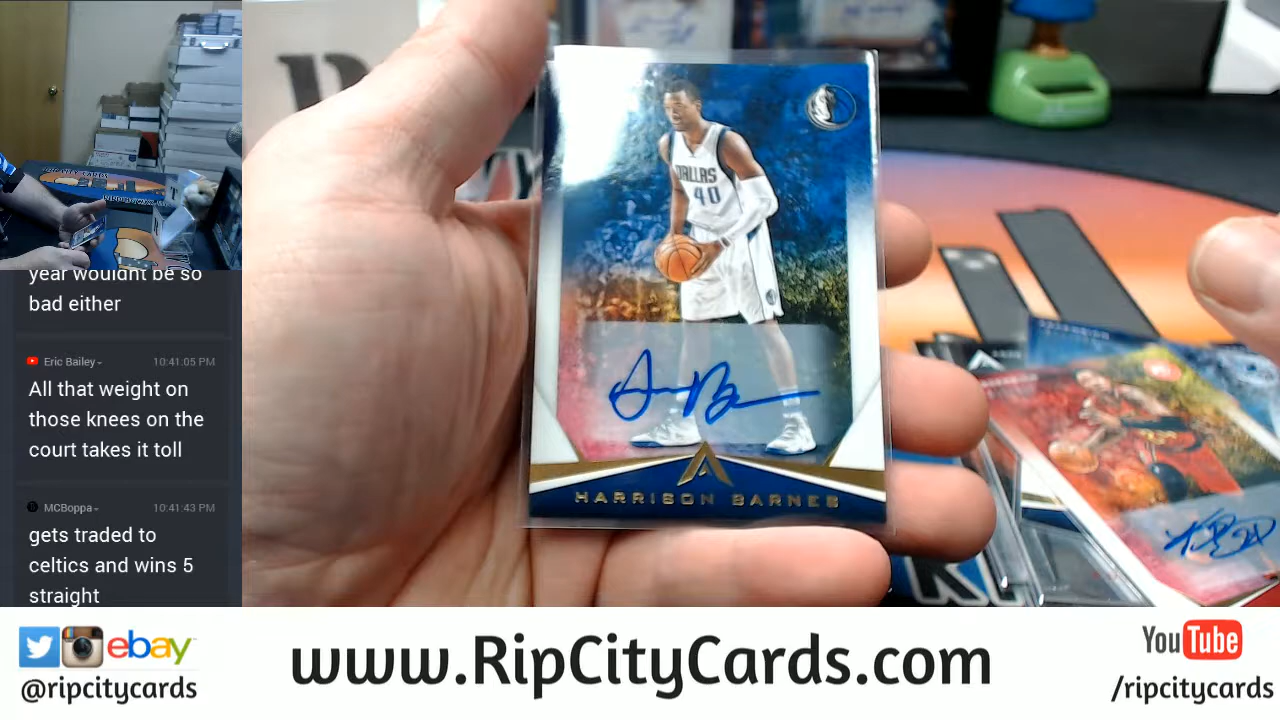 year wouldnt be so
bad either
Eric Bailey 10:41:05 PM
All that weight on
those knees on the
court takes it toll
MCBoppa 10:41:43 PM
gets traded to
celtics and wins 5
straight
DALLAS
40
HARRISON BARNES
ebay
@ripcitycards
www.RipCityCards.com
YouTube
/ripcitycards